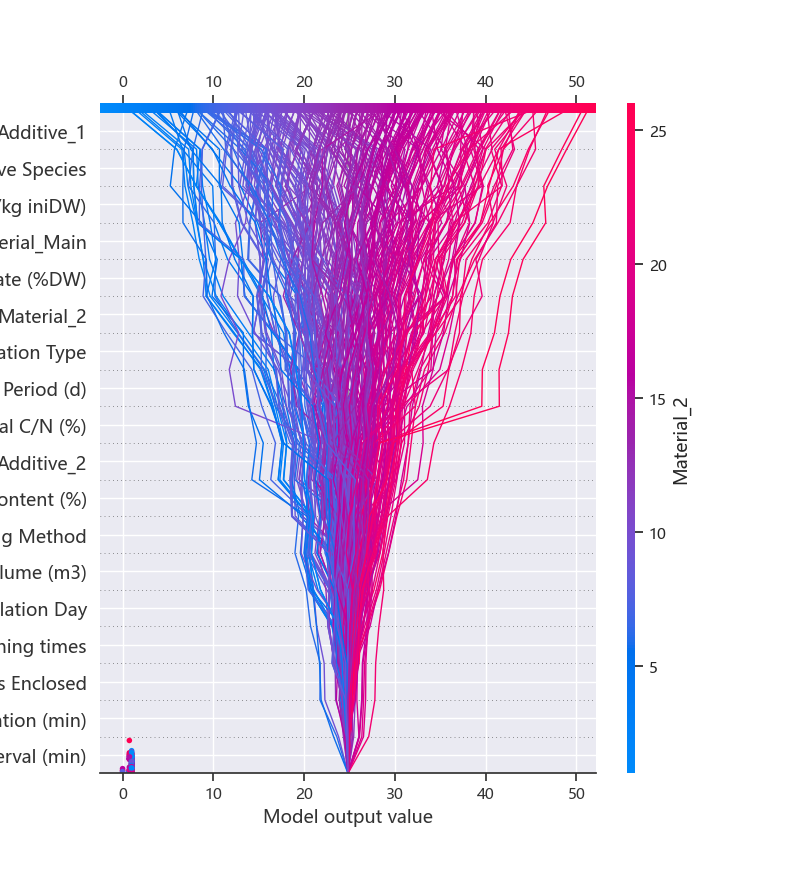 0 10 20 30 40 50
Additive_1
ve Species
/kg iniDW)
erial_Main
ate (%DW)
Material_2
ation Type
Period (d)
al C/N (%)
Additive_2
ontent (%)
g Method
lume (m3)
lation Day
ning times
s Enclosed
ation (min)
erval (min)
0 10 20 30 40 50
Model output value
25
20
15
10
5
Material_2